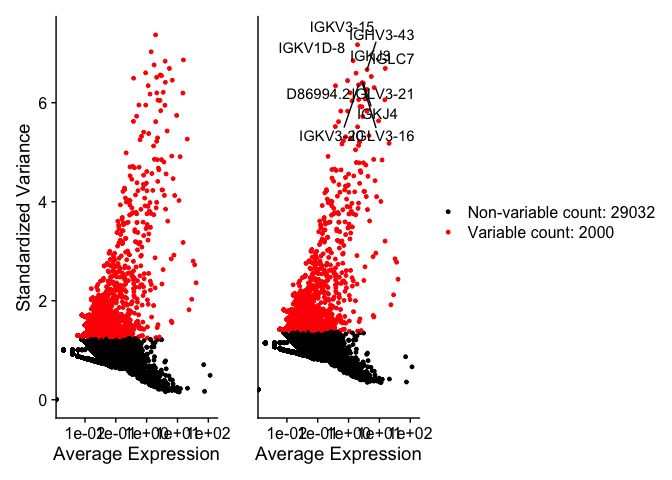 IGKV3-15
IGHV3-43
IGKV1D-8
IGKJ3
IGLC7
D86994.2
IGLV3-21
IGKJ4
IGKV3-20
IGLV3-16
Standardized Variance
6
4
2
0
1e-02
1e-01
1e+00
1e+01
1e+02
1e-02
1e-01
1e+00
1e+01
1e+02
Average Expression
Average Expression
Non-variable count: 29032
Variable count: 2000